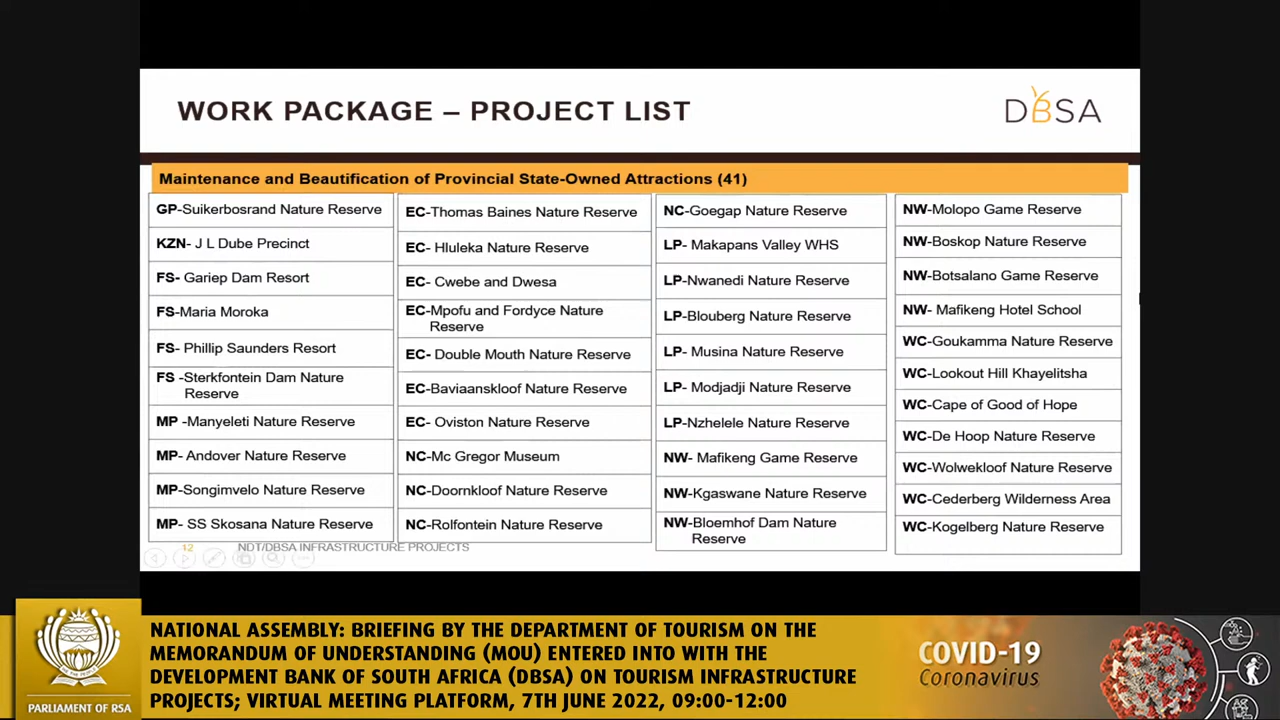 WORK PACKAGE – PROJECT LIST
DBSA
Maintenance and Beautification of Provincial State-Owned Attractions (41)
GP-Suikerbosrand Nature Reserve
KZN- J L Dube Precinct
FS- Gariep Dam Resort
FS-Maria Moroka
FS- Phillip Saunders Resort
FS -Sterkfontein Dam Nature
Reserve
MP -Manyeleti Nature Reserve
MP- Andover Nature Reserve
MP-Songimvelo Nature Reserve
MP- SS Skosana Nature Reserve
EC-Thomas Baines Nature Reserve
EC- Hluleka Nature Reserve
EC- Cwebe and Dwesa
EC-Mpofu and Fordyce Nature
Reserve
EC- Double Mouth Nature Reserve
EC-Baviaanskloof Nature Reserve
EC- Oviston Nature Reserve
NC-Mc Gregor Museum
NC-Doornkloof Nature Reserve
NC-Rolfontein Nature Reserve
NC-Goegap Nature Reserve
LP- Makapans Valley WHS
LP-Nwanedi Nature Reserve
LP-Blouberg Nature Reserve
LP- Musina Nature Reserve
LP- Modjadji Nature Reserve
LP-Nzhelele Nature Reserve
NW- Mafikeng Game Reserve
NW-Kgaswane Nature Reserve
NW-Bloemhof Dam Nature
Reserve
NW-Molopo Game Reserve
NW-Boskop Nature Reserve
NW-Botsalano Game Reserve
NW- Mafikeng Hotel School
WC-Goukamma Nature Reserve
WC-Lookout Hill Khayelitsha
WC-Cape of Good of Hope
WC-De Hoop Nature Reserve
WC-Wolwekloof Nature Reserve
WC-Cederberg Wilderness Area
WC-Kogelberg Nature Reserve
12 NDT/DBSA INFRASTRUCTURE PROJECTS
PARLIAMENT OF RSA
NATIONAL ASSEMBLY: BRIEFING BY THE DEPARTMENT OF TOURISM ON THE
MEMORANDUM OF UNDERSTANDING (MOU) ENTERED INTO WITH THE
DEVELOPMENT BANK OF SOUTH AFRICA (DBSA) ON TOURISM INFRASTRUCTURE
PROJECTS; VIRTUAL MEETING PLATFORM, 7TH JUNE 2022, 09:00-12:00
COVID-19
Coronavirus